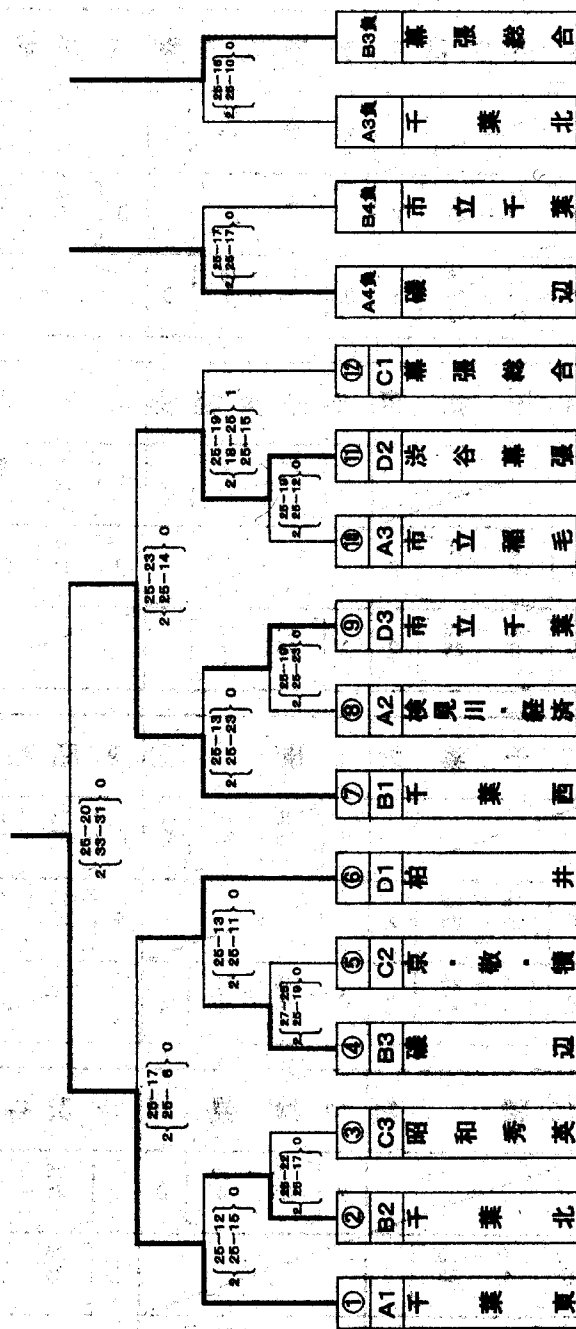 B3負 幕張総合
2{25-16 25-10}0
A3負 千葉北
B4負 市立千葉
2{25-17 25-17}0
A4負 磯辺
⑫ C1 幕張総合
2{25-19 18-25 25-15}1
⑪ D2 渋谷幕張
2{25-19 25-12}0
⑩ A3 市立稲毛
2{25-23 25-14}0
⑨ D3 市立千葉
2{25-19 25-23}0
⑧ A2 検見川・経済
2{25-13 25-23}0
⑦ B1 千葉西
2{25-20 33-31}0
⑥ D1 柏井
2{25-13 25-11}0
⑤ C2 京・敬・犢
2{27-25 25-19}0
④ B3 磯辺
2{25-17 25-6}0
③ C3 昭和秀英
2{25-22 25-17}0
② B2 千葉北
2{25-12 25-15}0
① A1 千葉東